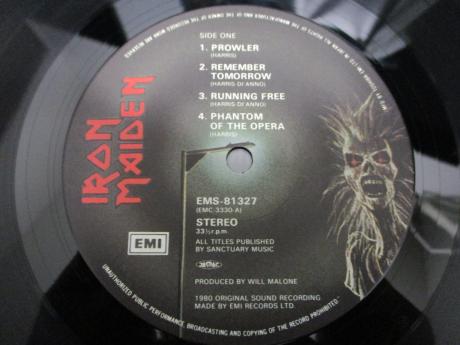 SIDE ONE
1. PROWLER
(HARRIS)
2. REMEMBER
TOMORROW
(HARRIS·DI'ANNO)
3. RUNNING FREE
(HARRIS·DI'ANNO)
4. PHANTOM
OF THE OPERA
(HARRIS)
IRON
MAIDEN
EMS-81327
(EMC-3330-A)
STEREO
33⅓ r.p.m.
EMI
ALL TITLES PUBLISHED
BY SANCTUARY MUSIC
PRODUCED BY WILL MALONE
1980 ORIGINAL SOUND RECORDING
MADE BY EMI RECORDS LTD.
UNAUTHORIZED PUBLIC PERFORMANCE, BROADCASTING AND COPYING OF THE RECORD PROHIBITED